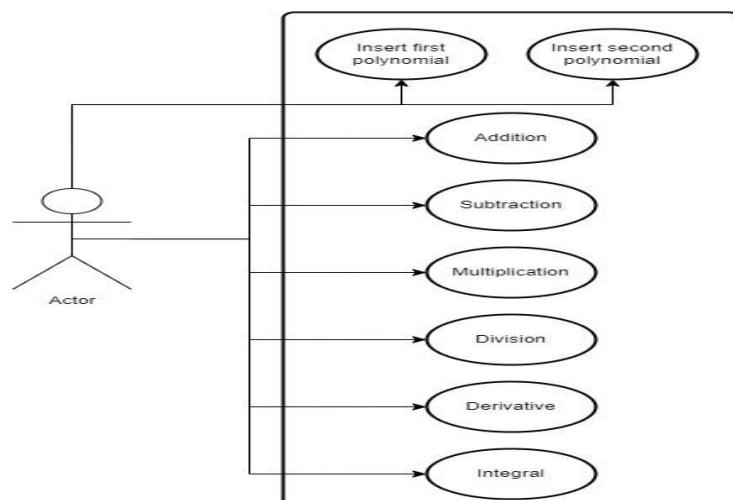 Insert first
polynomial
Insert second
polynomial
Addition
Subtraction
Multiplication
Actor
Division
Derivative
Integral